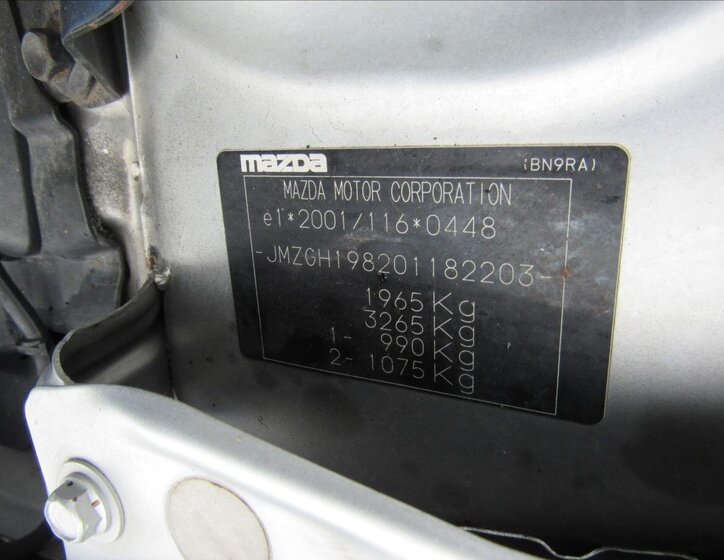 mazda (BN9RA)
MAZDA MOTOR CORPORATION
e1*2001/116*0448
-JMZGH198201182203-
1965 Kg
3265 Kg
1- 990 Kg
2- 1075 Kg